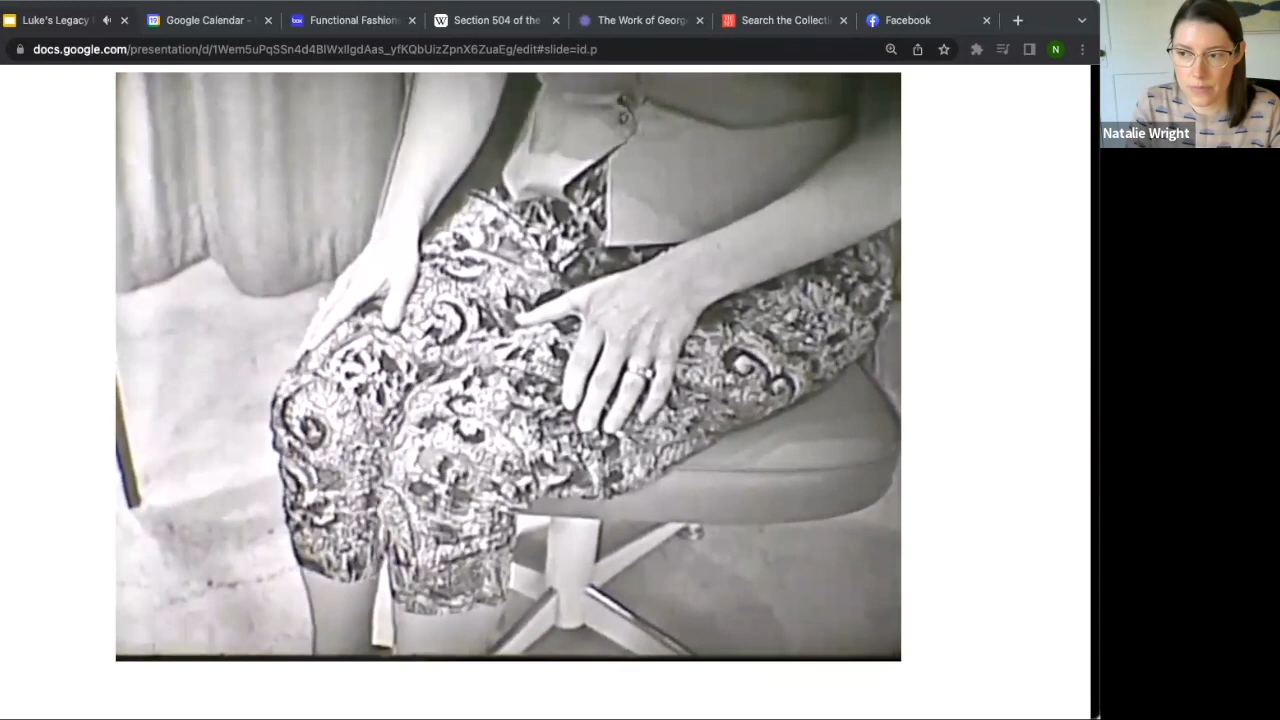 Luke's Legacy
Google Calendar -
Functional Fashion
Section 504 of the
The Work of Georg
Search the Collecti
Facebook
docs.google.com/presentation/d/1Wem5uPqSSn4d4BIWxIlgdAas_yfKQbUizZpnX6ZuaEg/edit#slide=id.p
Natalie Wright